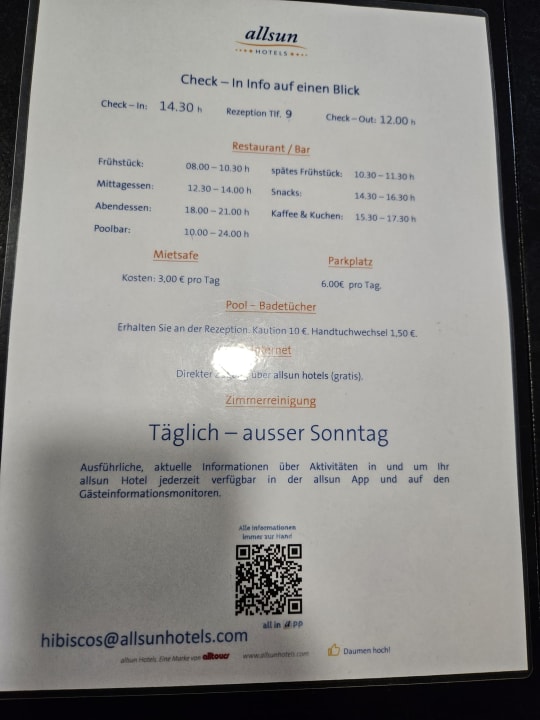 allsun
HOTELS
Check – In Info auf einen Blick
Check – In: 14.30 h Rezeption Tlf. 9 Check – Out: 12.00 h
Restaurant / Bar
Frühstück: 08.00 – 10.30 h spätes Frühstück: 10.30 – 11.30 h
Mittagessen: 12.30 – 14.00 h Snacks: 14.30 – 16.30 h
Abendessen: 18.00 – 21.00 h Kaffee & Kuchen: 15.30 – 17.30 h
Poolbar: 10.00 – 24.00 h
Mietsafe Parkplatz
Kosten: 3,00 € pro Tag 6.00€ pro Tag.
Pool – Badetücher
Erhalten Sie an der Rezeption. Kaution 10 €. Handtuchwechsel 1,50 €.
Internet
Direkter über allsun hotels (gratis).
Zimmerreinigung
Täglich – ausser Sonntag
Ausführliche, aktuelle Informationen über Aktivitäten in und um Ihr
allsun Hotel jederzeit verfügbar in der allsun App und auf den
Gästeinformationsmonitoren.
Alle Informationen
immer zur Hand
all in app
hibiscos@allsunhotels.com
allsun Hotels. Eine Marke von alltours www.allsunhotels.com Daumen hoch!